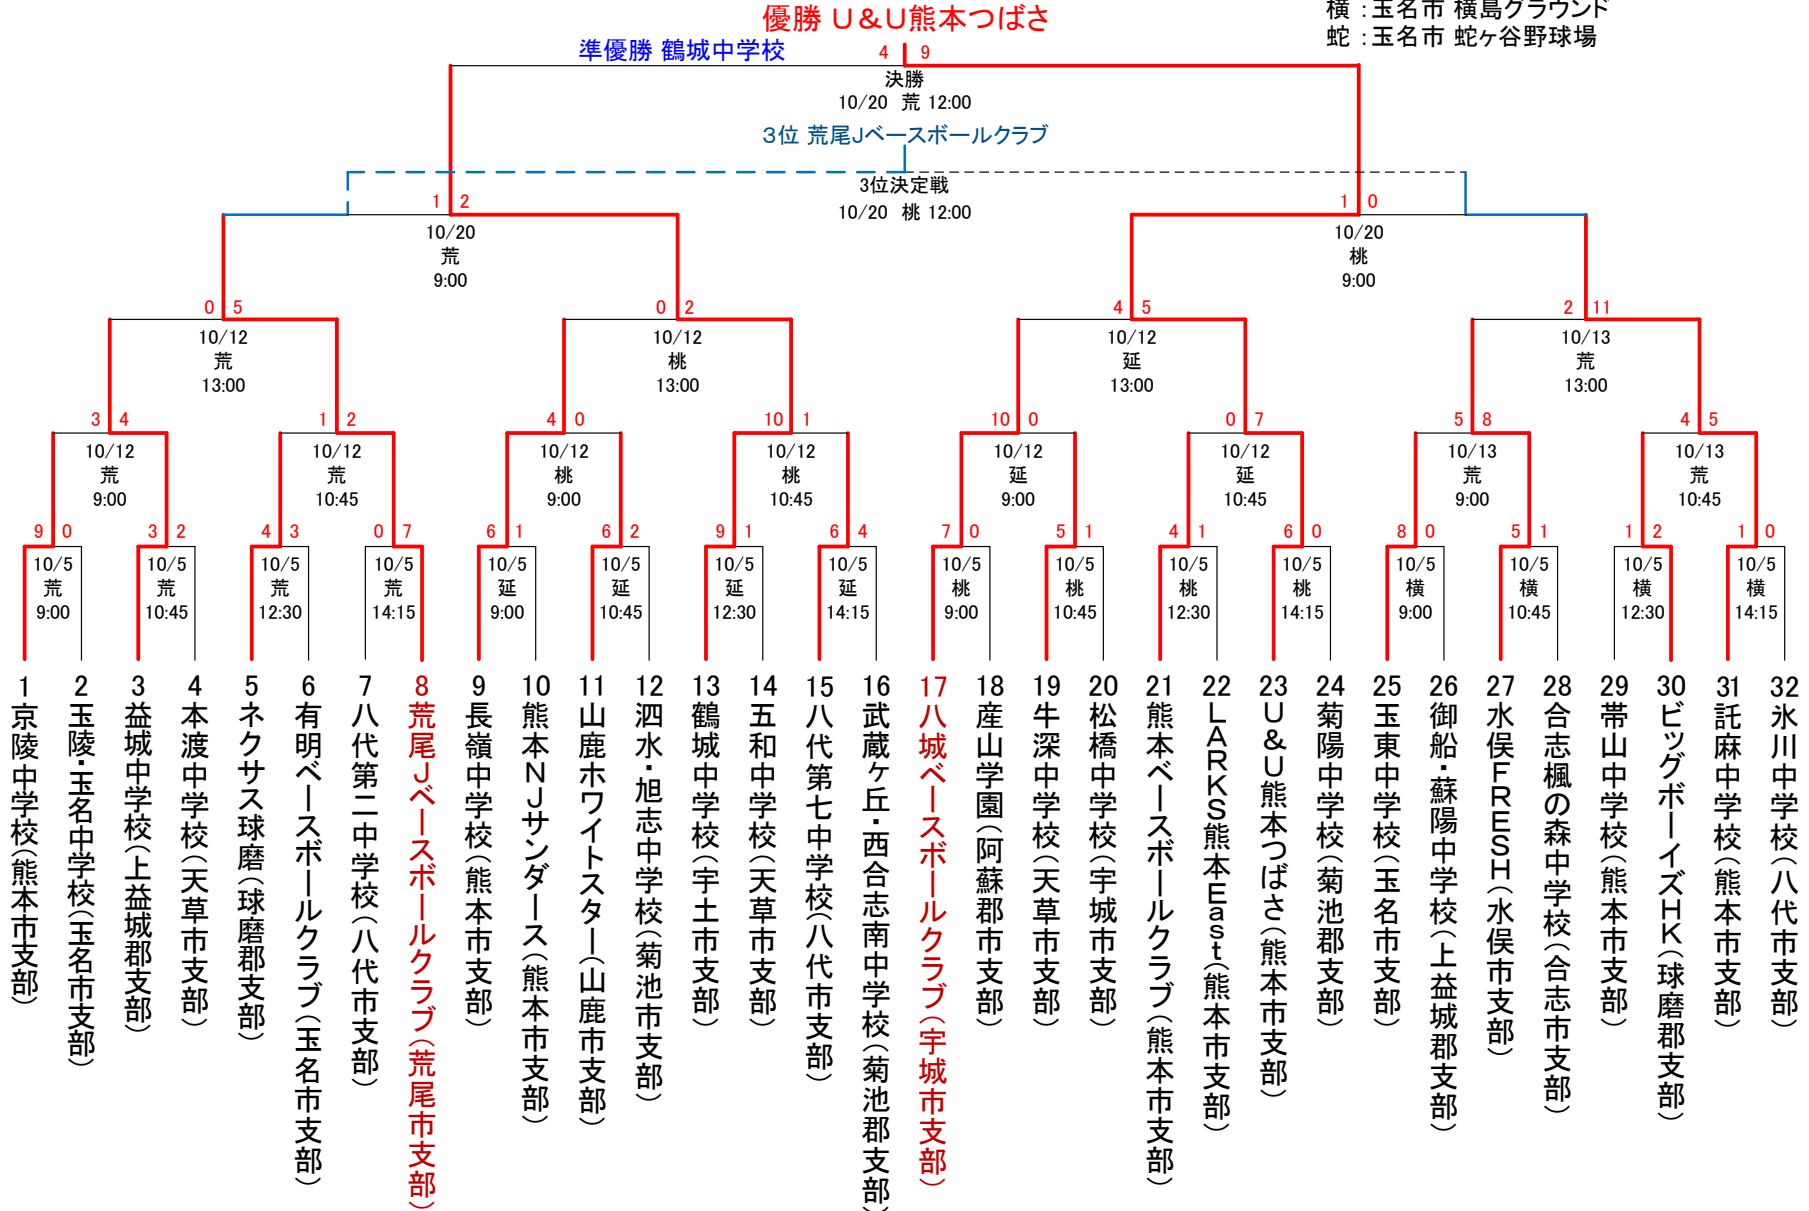 優勝 U&U熊本つばさ
横：玉名市 横島グラウンド
蛇：玉名市 蛇ヶ谷野球場
準優勝 鶴城中学校
4 9
決勝
10/20 荒 12:00
3位 荒尾Jベースボールクラブ
3位決定戦
10/20 桃 12:00
1 2
1 0
10/20
荒
9:00
10/20
桃
9:00
0 5
0 2
4 5
2 11
10/12
荒
13:00
10/12
桃
13:00
10/12
延
13:00
10/13
荒
13:00
3 4
1 2
4 0
10 1
10 0
0 7
5 8
4 5
10/12
荒
9:00
10/12
荒
10:45
10/12
桃
9:00
10/12
桃
10:45
10/12
延
9:00
10/12
延
10:45
10/13
荒
9:00
10/13
荒
10:45
9 0
3 2
4 3
0 7
6 1
6 2
9 1
6 4
7 0
5 1
4 1
6 0
8 0
5 1
1 2
1 0
10/5
荒
9:00
10/5
荒
10:45
10/5
荒
12:30
10/5
荒
14:15
10/5
延
9:00
10/5
延
10:45
10/5
延
12:30
10/5
延
14:15
10/5
桃
9:00
10/5
桃
10:45
10/5
桃
12:30
10/5
桃
14:15
10/5
横
9:00
10/5
横
10:45
10/5
横
12:30
10/5
横
14:15
1 京陵中学校（熊本市支部）
2 玉陵・玉名中学校（玉名市支部）
3 益城中学校（上益城郡支部）
4 本渡中学校（天草市支部）
5 ネクサス球磨（球磨郡支部）
6 有明ベースボールクラブ（玉名市支部）
7 八代第二中学校（八代市支部）
8 荒尾Jベースボールクラブ（荒尾市支部）
9 長嶺中学校（熊本市支部）
10 熊本NJサンダース（熊本市支部）
11 山鹿ホワイトスター（山鹿市支部）
12 泗水・旭志中学校（菊池市支部）
13 鶴城中学校（宇土市支部）
14 五和中学校（天草市支部）
15 八代第七中学校（八代市支部）
16 武蔵ヶ丘・西合志南中学校（菊池郡支部）
17 八城ベースボールクラブ（宇城市支部）
18 産山学園（阿蘇郡市支部）
19 牛深中学校（天草市支部）
20 松橋中学校（宇城市支部）
21 熊本ベースボールクラブ（熊本市支部）
22 LARKS熊本East（熊本市支部）
23 U&U熊本つばさ（熊本市支部）
24 菊陽中学校（菊池郡支部）
25 玉東中学校（玉名市支部）
26 御船・蘇陽中学校（上益城郡支部）
27 水俣FRESH（水俣市支部）
28 合志楓の森中学校（合志市支部）
29 帯山中学校（熊本市支部）
30 ビッグボーイズHK（球磨郡支部）
31 託麻中学校（熊本市支部）
32 氷川中学校（八代市支部）